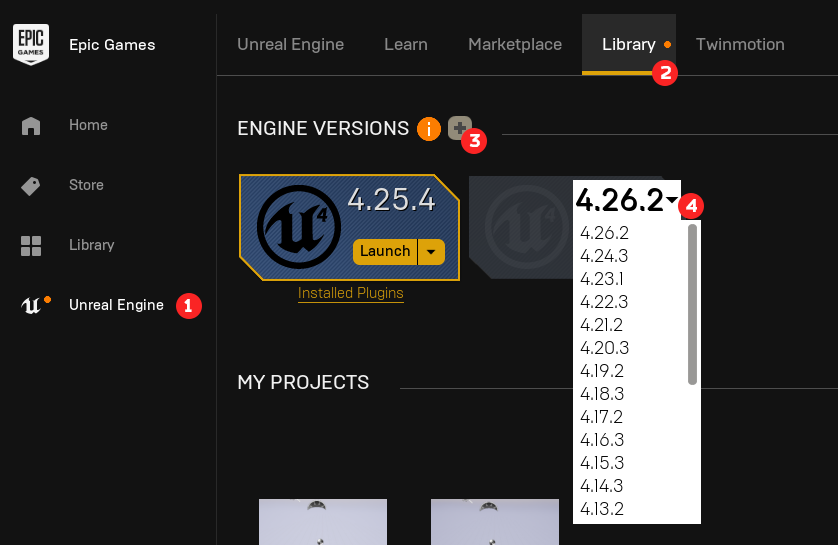 EPIC
GAMES
Epic Games
Home
Store
Library
Unreal Engine 1
Unreal Engine Learn Marketplace Library Twinmotion
2
ENGINE VERSIONS i
3
4
4.25.4
Launch
Installed Plugins
4.26.2
4
4.26.2
4.24.3
4.23.1
4.22.3
4.21.2
4.20.3
4.19.2
4.18.3
4.17.2
4.16.3
4.15.3
4.14.3
4.13.2
MY PROJECTS